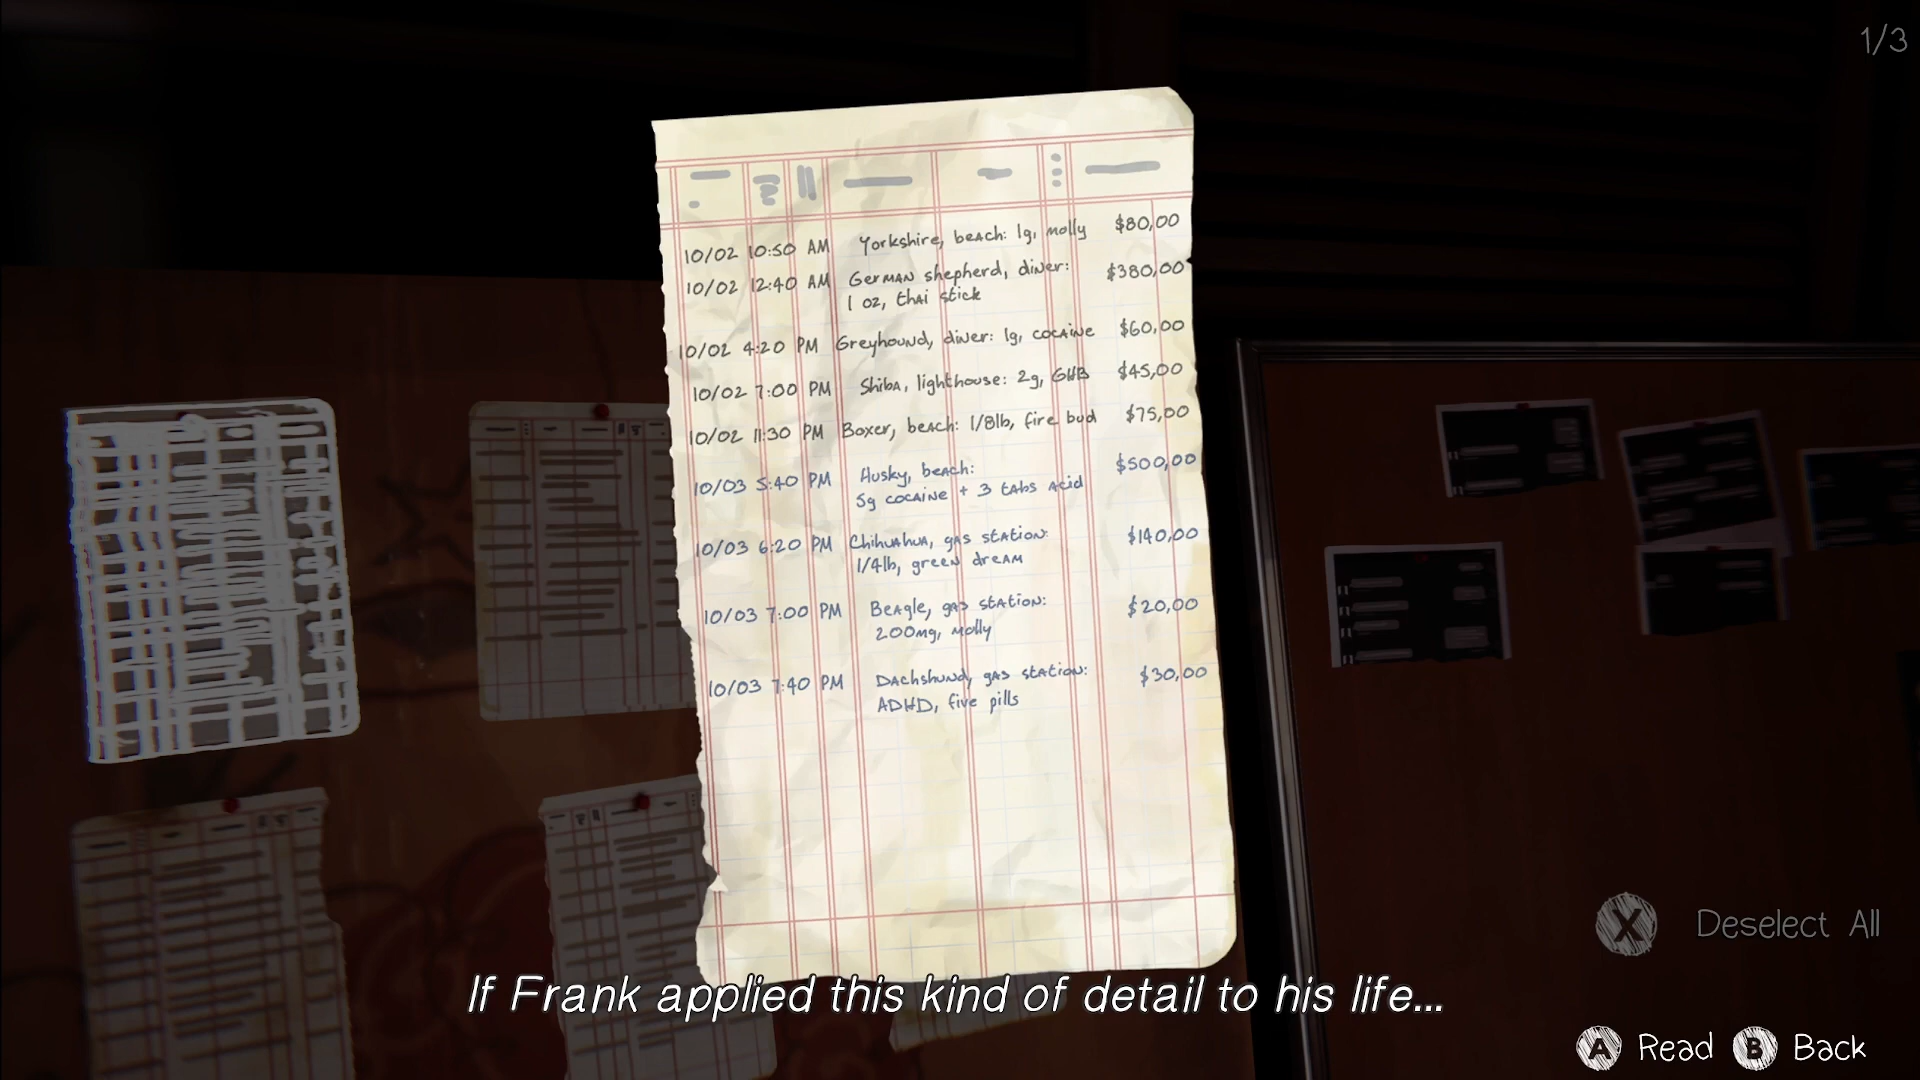 1/3
10/02 10:50 AM Yorkshire, beach: 1g, molly $80,00
10/02 12:40 AM German shepherd, diner: $380,00
1 oz, thai stick
10/02 4:20 PM Greyhound, diner: 1g, cocaine $60,00
10/02 7:00 PM Shiba, lighthouse: 2g, GHB $45,00
10/02 11:30 PM Boxer, beach: 1/8lb, fire bud $75,00
10/03 5:40 PM Husky, beach: $500,00
5g cocaine + 3 tabs acid
10/03 6:20 PM Chihuahua, gas station: $140,00
1/4lb, green dream
10/03 7:00 PM Beagle, gas station: $20,00
200mg, molly
10/03 7:40 PM Dachshund, gas station: $30,00
ADHD, five pills
X Deselect All
If Frank applied this kind of detail to his life...
A Read B Back